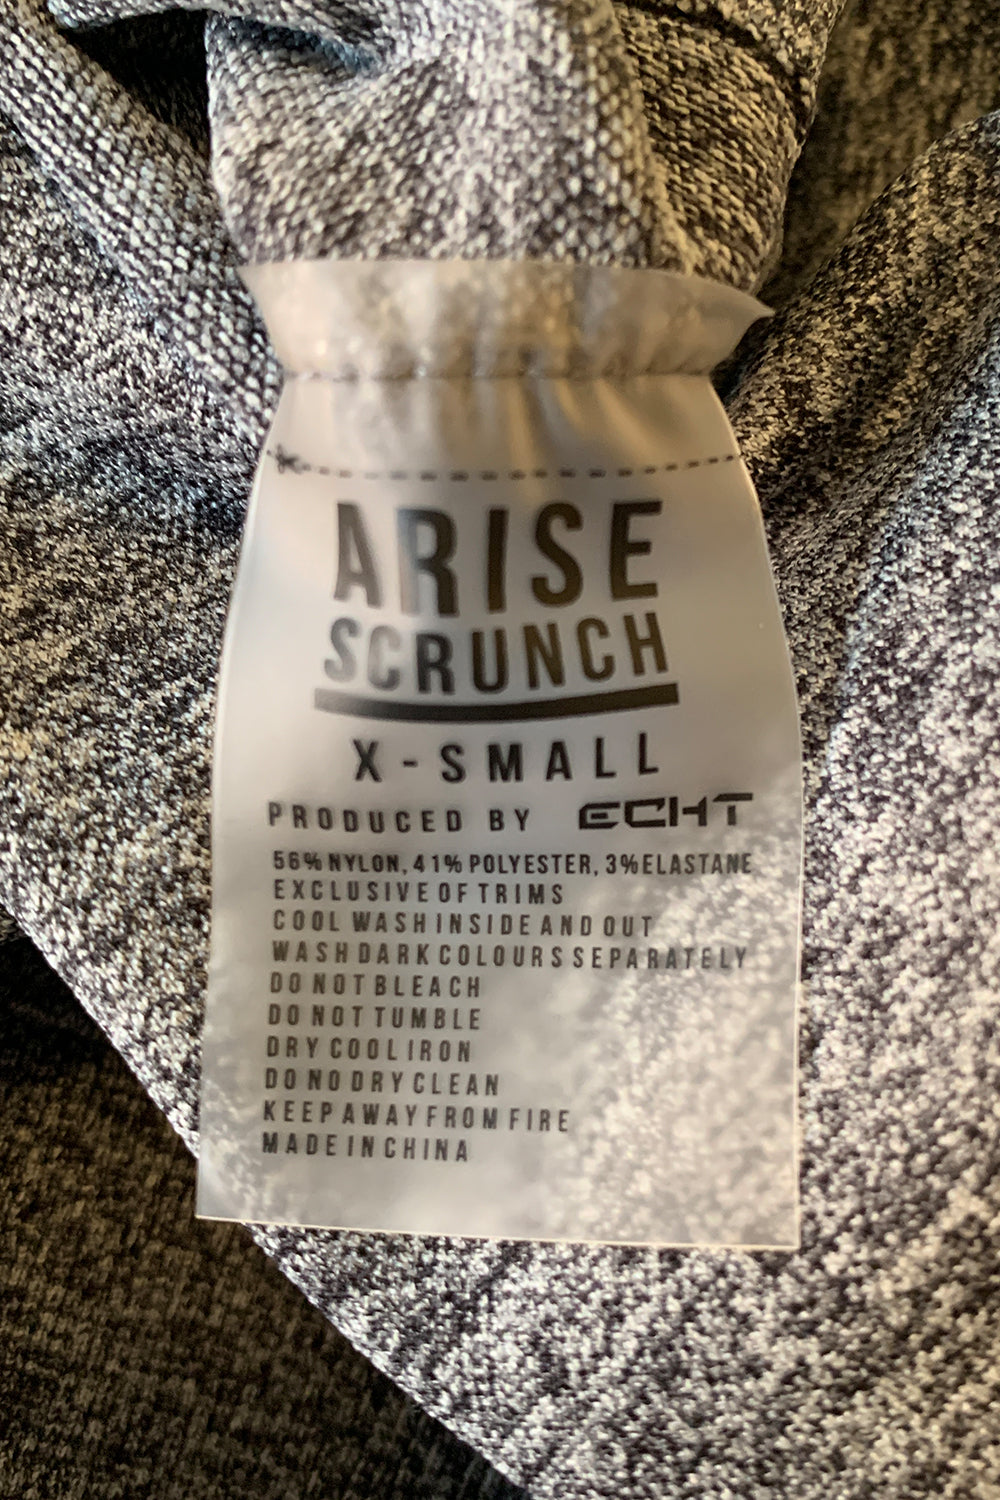 ARISE
SCRUNCH
X-SMALL
PRODUCED BY ECHT
56% NYLON, 41% POLYESTER, 3% ELASTANE
EXCLUSIVE OF TRIMS
COOL WASH INSIDE AND OUT
WASH DARK COLOURS SEPARATELY
DO NOT BLEACH
DO NOT TUMBLE
DRY COOL IRON
DO NO DRY CLEAN
KEEP AWAY FROM FIRE
MADE IN CHINA